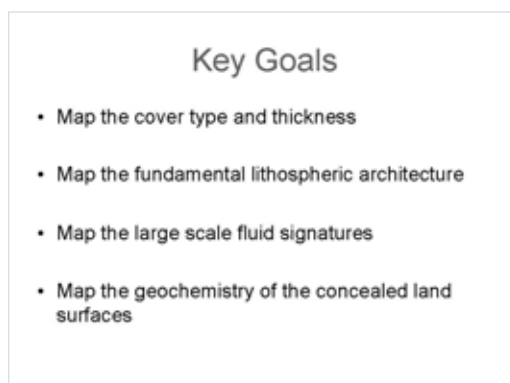 Key Goals
• Map the cover type and thickness
• Map the fundamental lithospheric architecture
• Map the large scale fluid signatures
• Map the geochemistry of the concealed land
surfaces